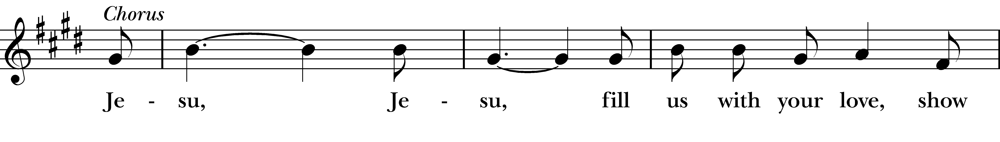 Chorus
Je - su, Je - su, fill us with your love, show